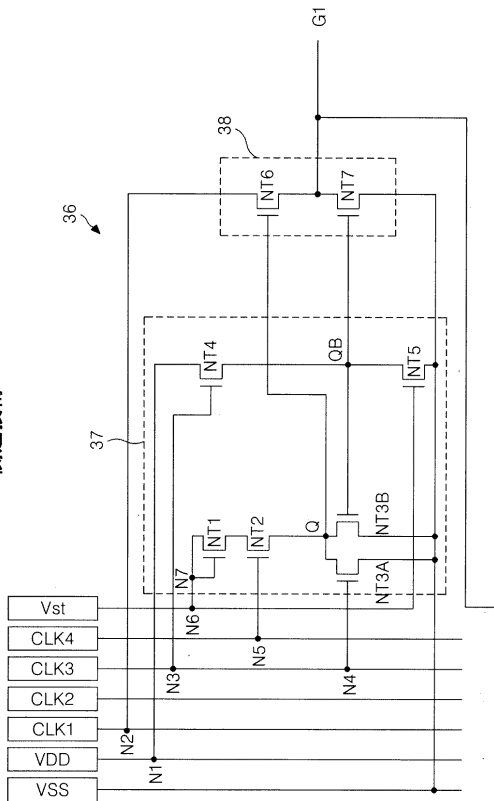 36
38
G1
NT6
NT7
37
NT4
QB
NT5
N7
NT1
NT2
Q
NT3B
NT3A
Vst
N6
CLK4
N5
CLK3
N3
N4
CLK2
CLK1
N2
VDD
N1
VSS